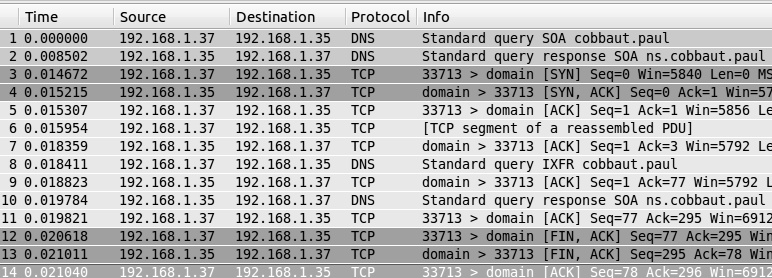 Time Source Destination Protocol Info
1 0.000000 192.168.1.37 192.168.1.35 DNS Standard query SOA cobbaut.paul
2 0.008502 192.168.1.35 192.168.1.37 DNS Standard query response SOA ns.cobbaut.paul
3 0.014672 192.168.1.37 192.168.1.35 TCP 33713 > domain [SYN] Seq=0 Win=5840 Len=0 MS
4 0.015215 192.168.1.35 192.168.1.37 TCP domain > 33713 [SYN, ACK] Seq=0 Ack=1 Win=57
5 0.015307 192.168.1.37 192.168.1.35 TCP 33713 > domain [ACK] Seq=1 Ack=1 Win=5856 Le
6 0.015954 192.168.1.37 192.168.1.35 TCP [TCP segment of a reassembled PDU]
7 0.018359 192.168.1.35 192.168.1.37 TCP domain > 33713 [ACK] Seq=1 Ack=3 Win=5792 Le
8 0.018411 192.168.1.37 192.168.1.35 DNS Standard query IXFR cobbaut.paul
9 0.018823 192.168.1.35 192.168.1.37 TCP domain > 33713 [ACK] Seq=1 Ack=77 Win=5792 L
10 0.019784 192.168.1.35 192.168.1.37 DNS Standard query response SOA ns.cobbaut.paul
11 0.019821 192.168.1.37 192.168.1.35 TCP 33713 > domain [ACK] Seq=77 Ack=295 Win=6912
12 0.020618 192.168.1.37 192.168.1.35 TCP 33713 > domain [FIN, ACK] Seq=77 Ack=295 Win
13 0.021011 192.168.1.35 192.168.1.37 TCP domain > 33713 [FIN, ACK] Seq=295 Ack=78 Win
14 0.021040 192.168.1.37 192.168.1.35 TCP 33713 > domain [ACK] Seq=78 Ack=296 Win=6912